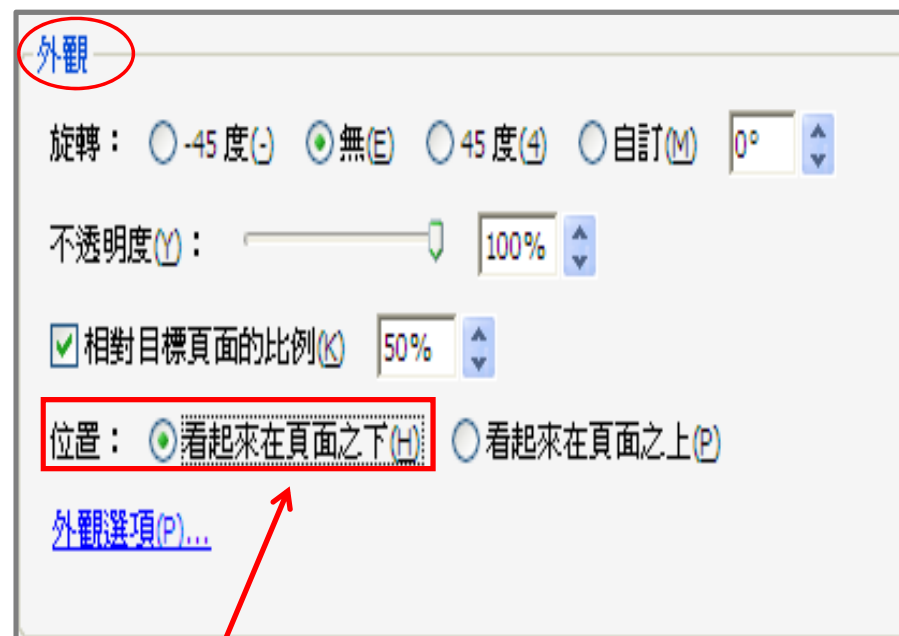 外觀
旋轉： -45 度(-) 無(E) 45 度(4) 自訂(M) 0°
不透明度(Y)： 100%
相對目標頁面的比例(K) 50%
位置： 看起來在頁面之下(H) 看起來在頁面之上(P)
外觀選項(P)...